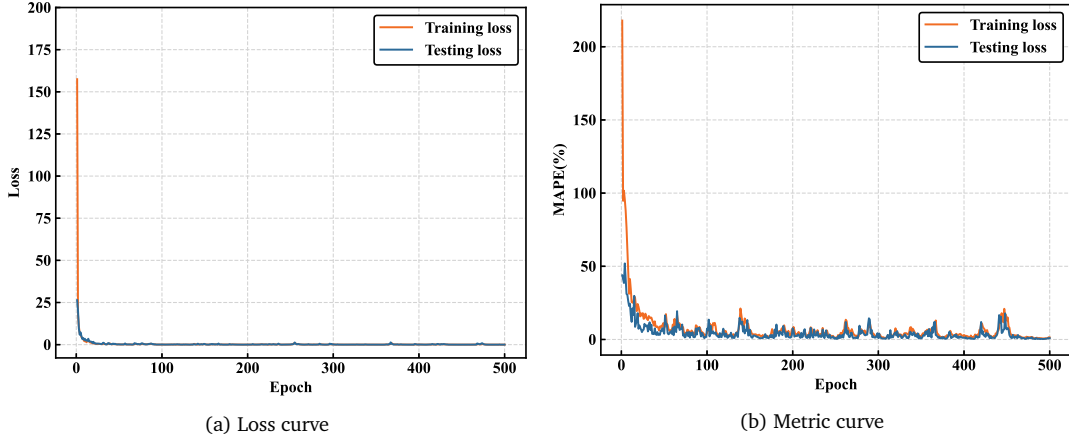 200
175
150
125
100
75
50
25
0
Loss
0 100 200 300 400 500
Epoch
Training loss
Testing loss
(a) Loss curve
200
150
100
50
0
MAPE(%)
0 100 200 300 400 500
Epoch
Training loss
Testing loss
(b) Metric curve